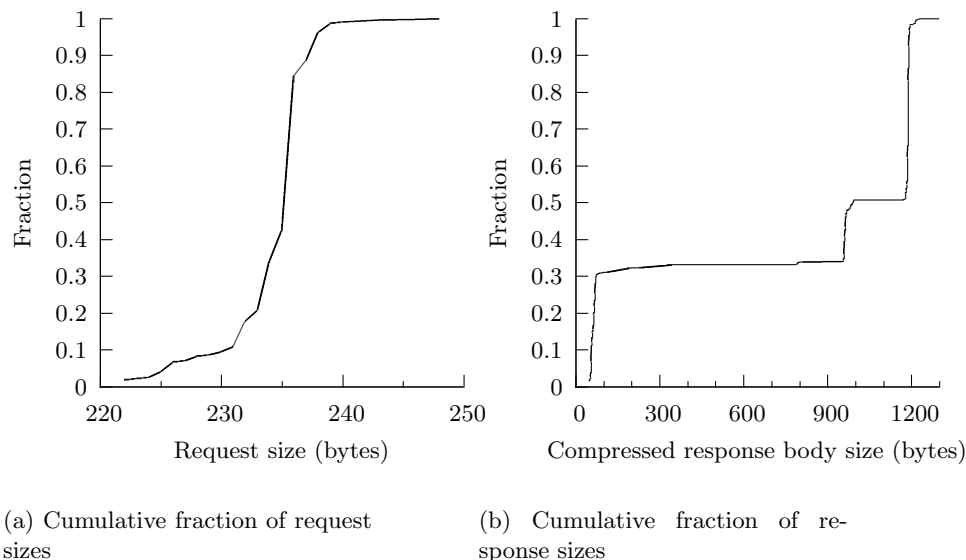 1
0.9
0.8
0.7
0.6
0.5
0.4
0.3
0.2
0.1
0
Fraction
220 230 240 250
Request size (bytes)
(a) Cumulative fraction of request
sizes
1
0.9
0.8
0.7
0.6
0.5
0.4
0.3
0.2
0.1
0
Fraction
0 300 600 900 1200
Compressed response body size (bytes)
(b) Cumulative fraction of re-
sponse sizes